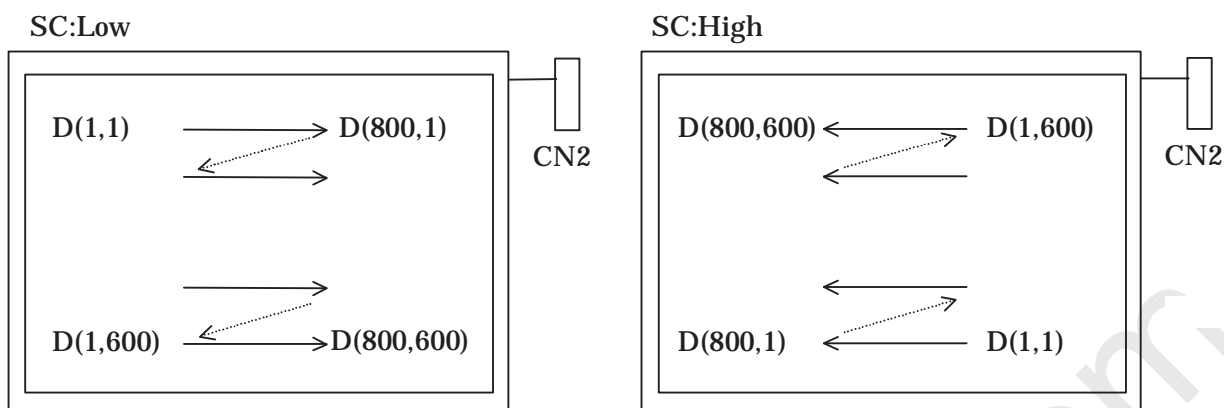 SC:Low
D(1,1) D(800,1)
CN2
D(1,600) D(800,600)
SC:High
D(800,600) D(1,600)
CN2
D(800,1) D(1,1)